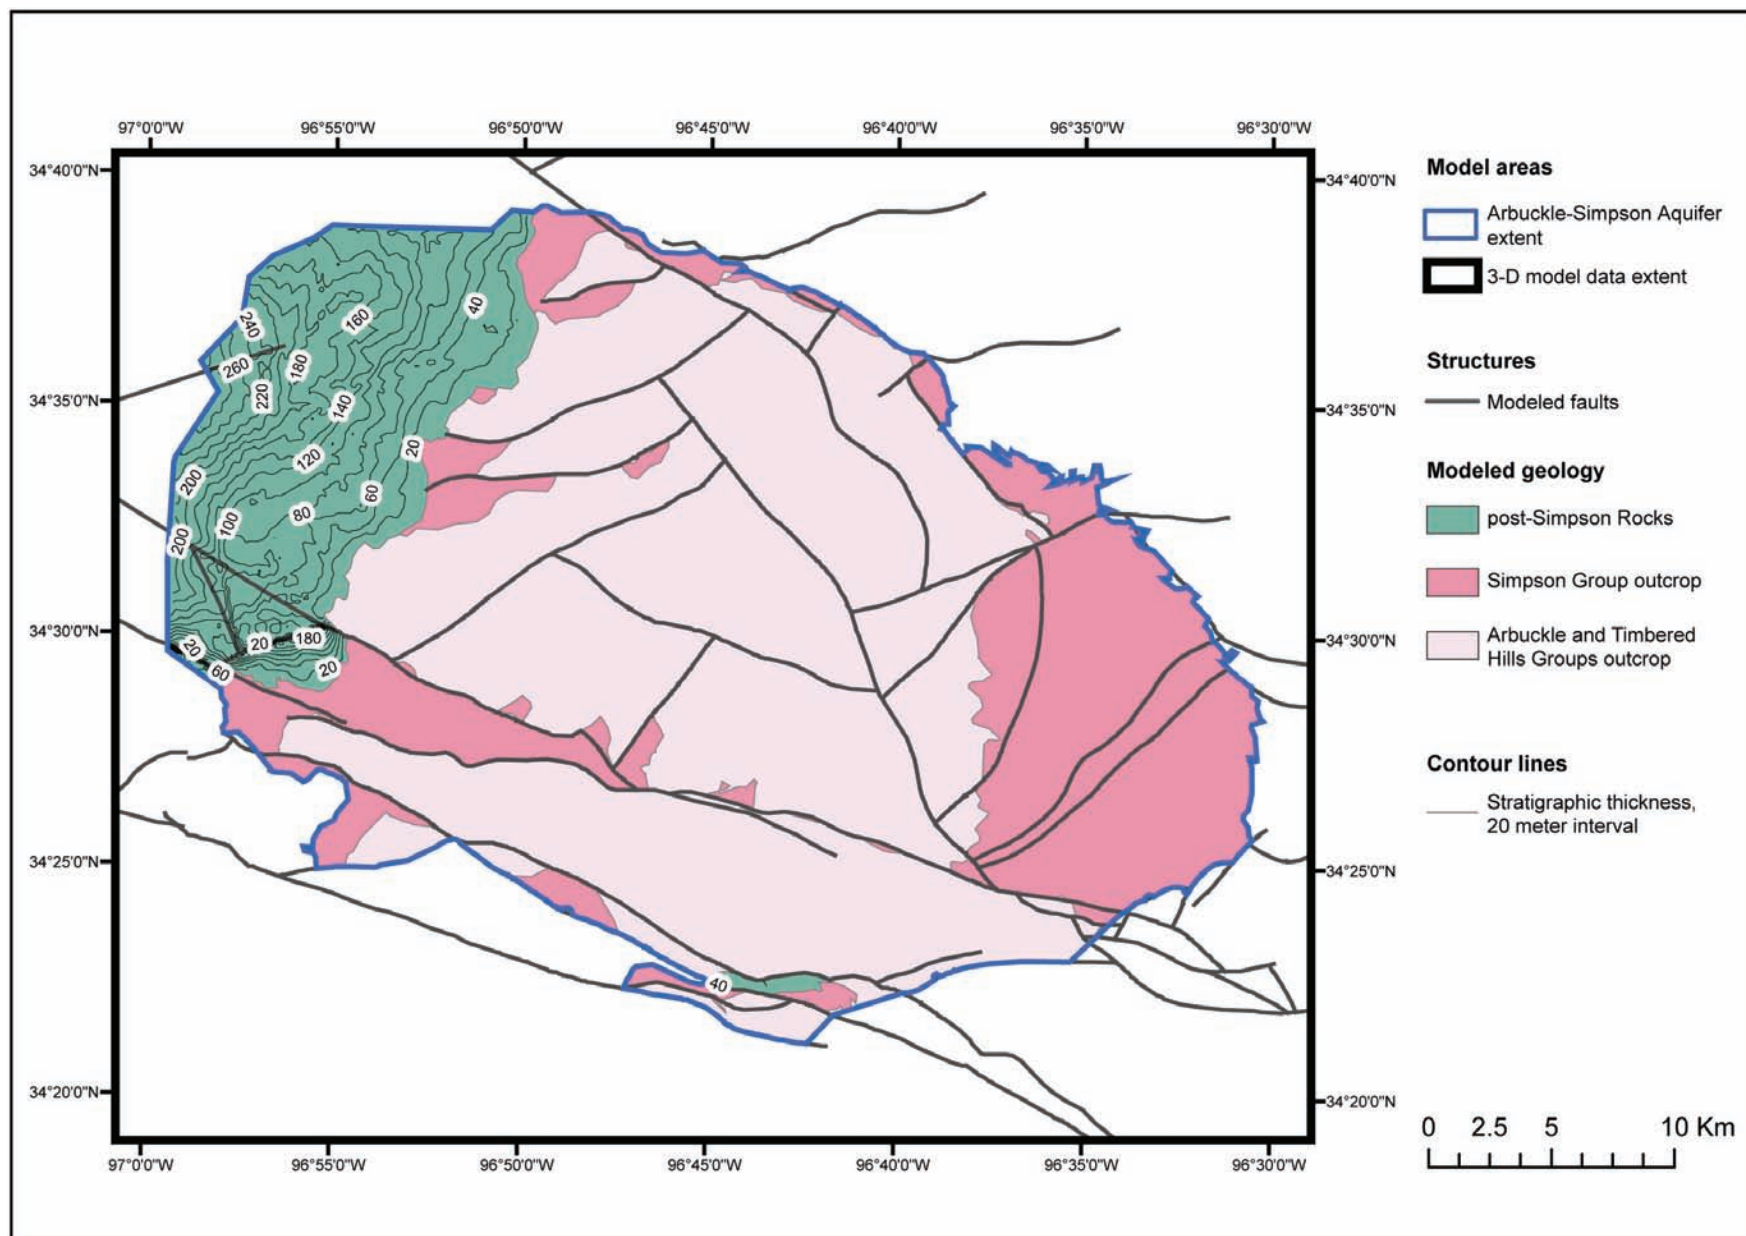 97°0'0"W 96°55'0"W 96°50'0"W 96°45'0"W 96°40'0"W 96°35'0"W 96°30'0"W
34°40'0"N
34°35'0"N
34°30'0"N
34°25'0"N
34°20'0"N
240
160
40
260
180
220
140
20
120
200
60
100
80
200
20
60
20
180
20
40
34°40'0"N
34°35'0"N
34°30'0"N
34°25'0"N
34°20'0"N
97°0'0"W 96°55'0"W 96°50'0"W 96°45'0"W 96°40'0"W 96°35'0"W 96°30'0"W
Model areas
Arbuckle-Simpson Aquifer
extent
3-D model data extent
Structures
Modeled faults
Modeled geology
post-Simpson Rocks
Simpson Group outcrop
Arbuckle and Timbered
Hills Groups outcrop
Contour lines
Stratigraphic thickness,
20 meter interval
0 2.5 5 10 Km